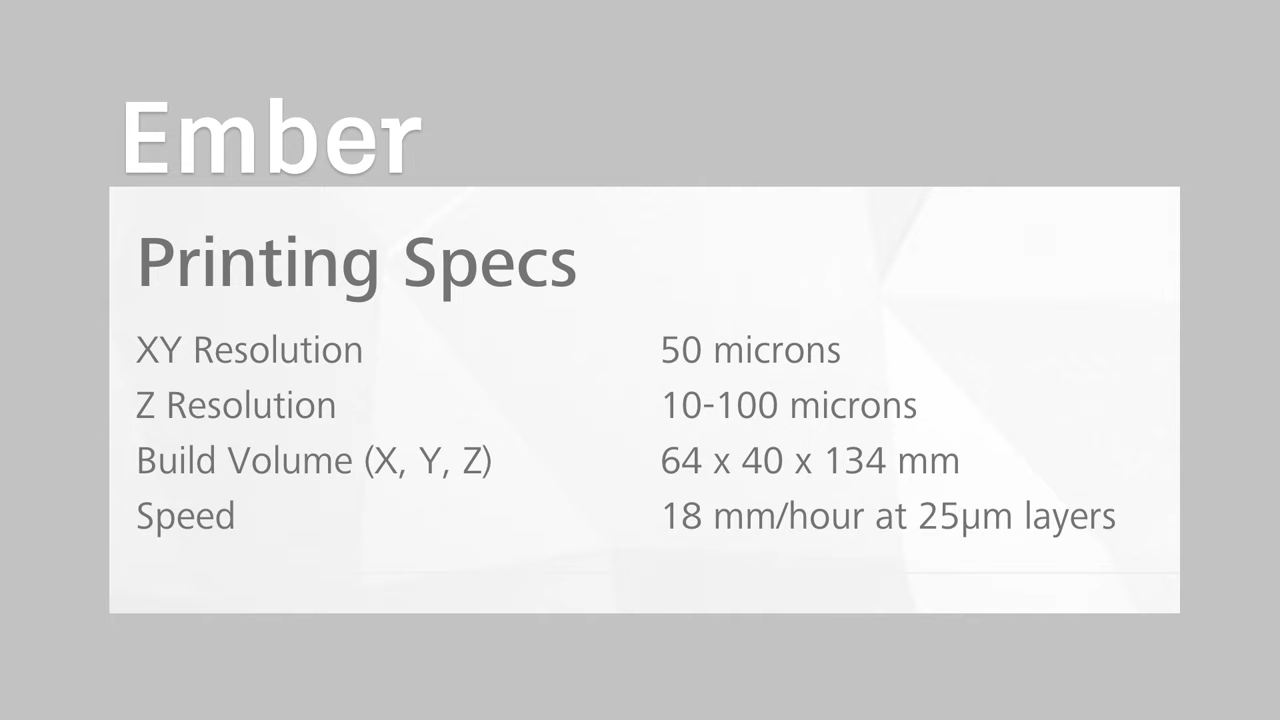 Ember
Printing Specs
XY Resolution 50 microns
Z Resolution 10-100 microns
Build Volume (X, Y, Z) 64 x 40 x 134 mm
Speed 18 mm/hour at 25µm layers